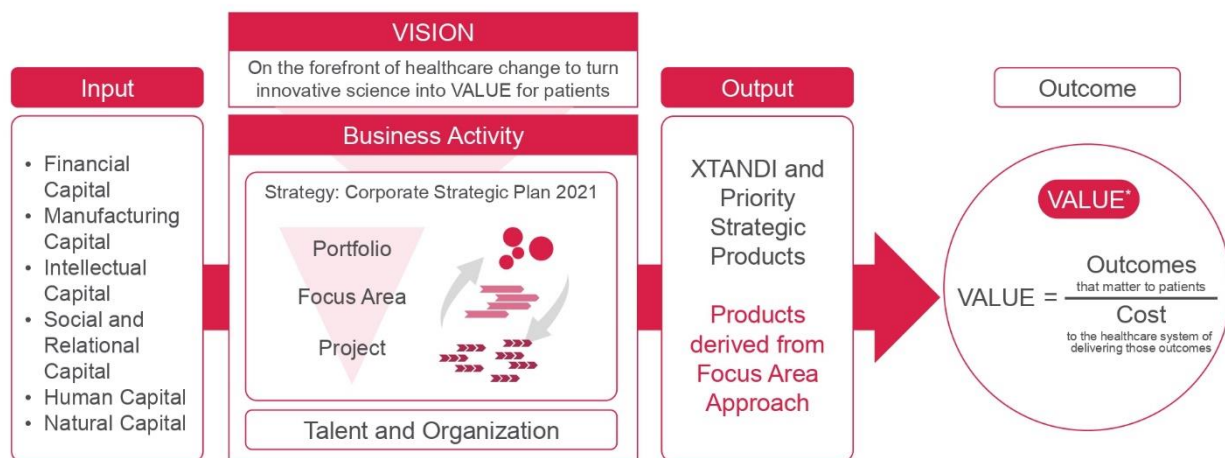 Input
• Financial
Capital
• Manufacturing
Capital
• Intellectual
Capital
• Social and
Relational
Capital
• Human Capital
• Natural Capital
VISION
On the forefront of healthcare change to turn
innovative science into VALUE for patients
Business Activity
Strategy: Corporate Strategic Plan 2021
Portfolio
Focus Area
Project
Talent and Organization
Output
XTANDI and
Priority
Strategic
Products
Products
derived from
Focus Area
Approach
Outcome
VALUE*
VALUE =
Outcomes
that matter to patients
Cost
to the healthcare system of
delivering those outcomes